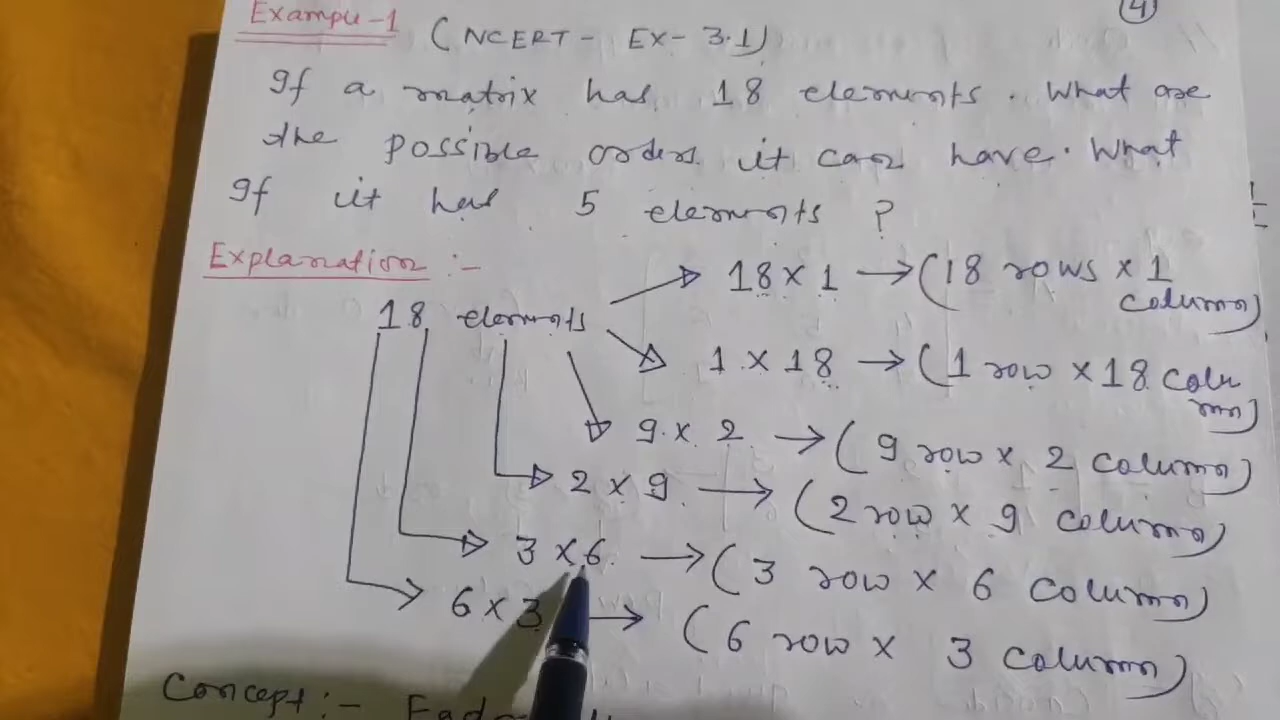 Example-1 (NCERT - EX- 3.1)
4
If a matrix has 18 elements. What are
the possible orders it can have. What
If it has 5 elements ?
Explanation :-
18 elements
18 x 1 → (18 rows x 1
column)
1 x 18 → (1 row x 18 colu
mn)
9 x 2 → (9 row x 2 column)
2 x 9 → (2 row x 9 column)
3 x 6 → (3 row x 6 column)
6 x 3 → (6 row x 3 column)
Concept :-